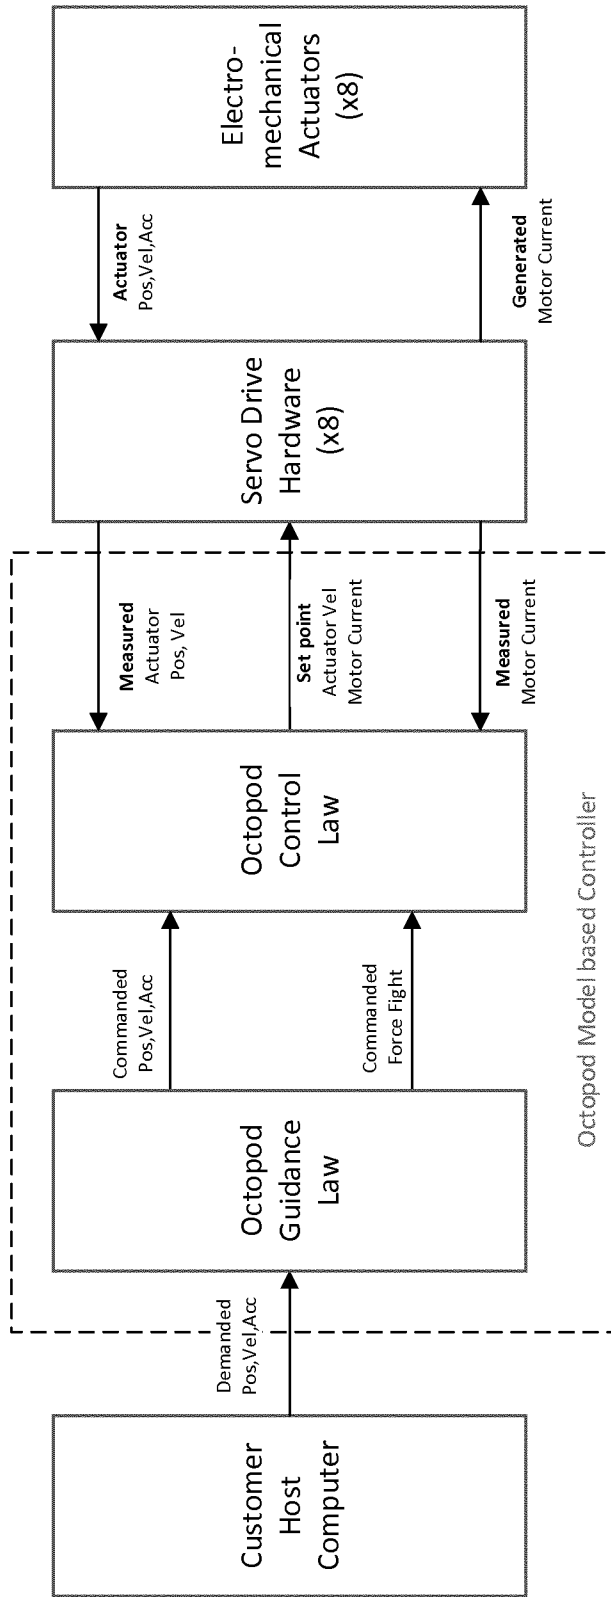 Customer
Host
Computer
Demanded
Pos,Vel,Acc
Octopod
Guidance
Law
Commanded
Pos,Vel,Acc
Commanded
Force Fight
Octopod
Control
Law
Measured
Actuator
Pos, Vel
Set point
Actuator Vel
Motor Current
Measured
Motor Current
Servo Drive
Hardware
(x8)
Actuator
Pos,Vel,Acc
Generated
Motor Current
Electro-
mechanical
Actuators
(x8)
Octopod Model based Controller